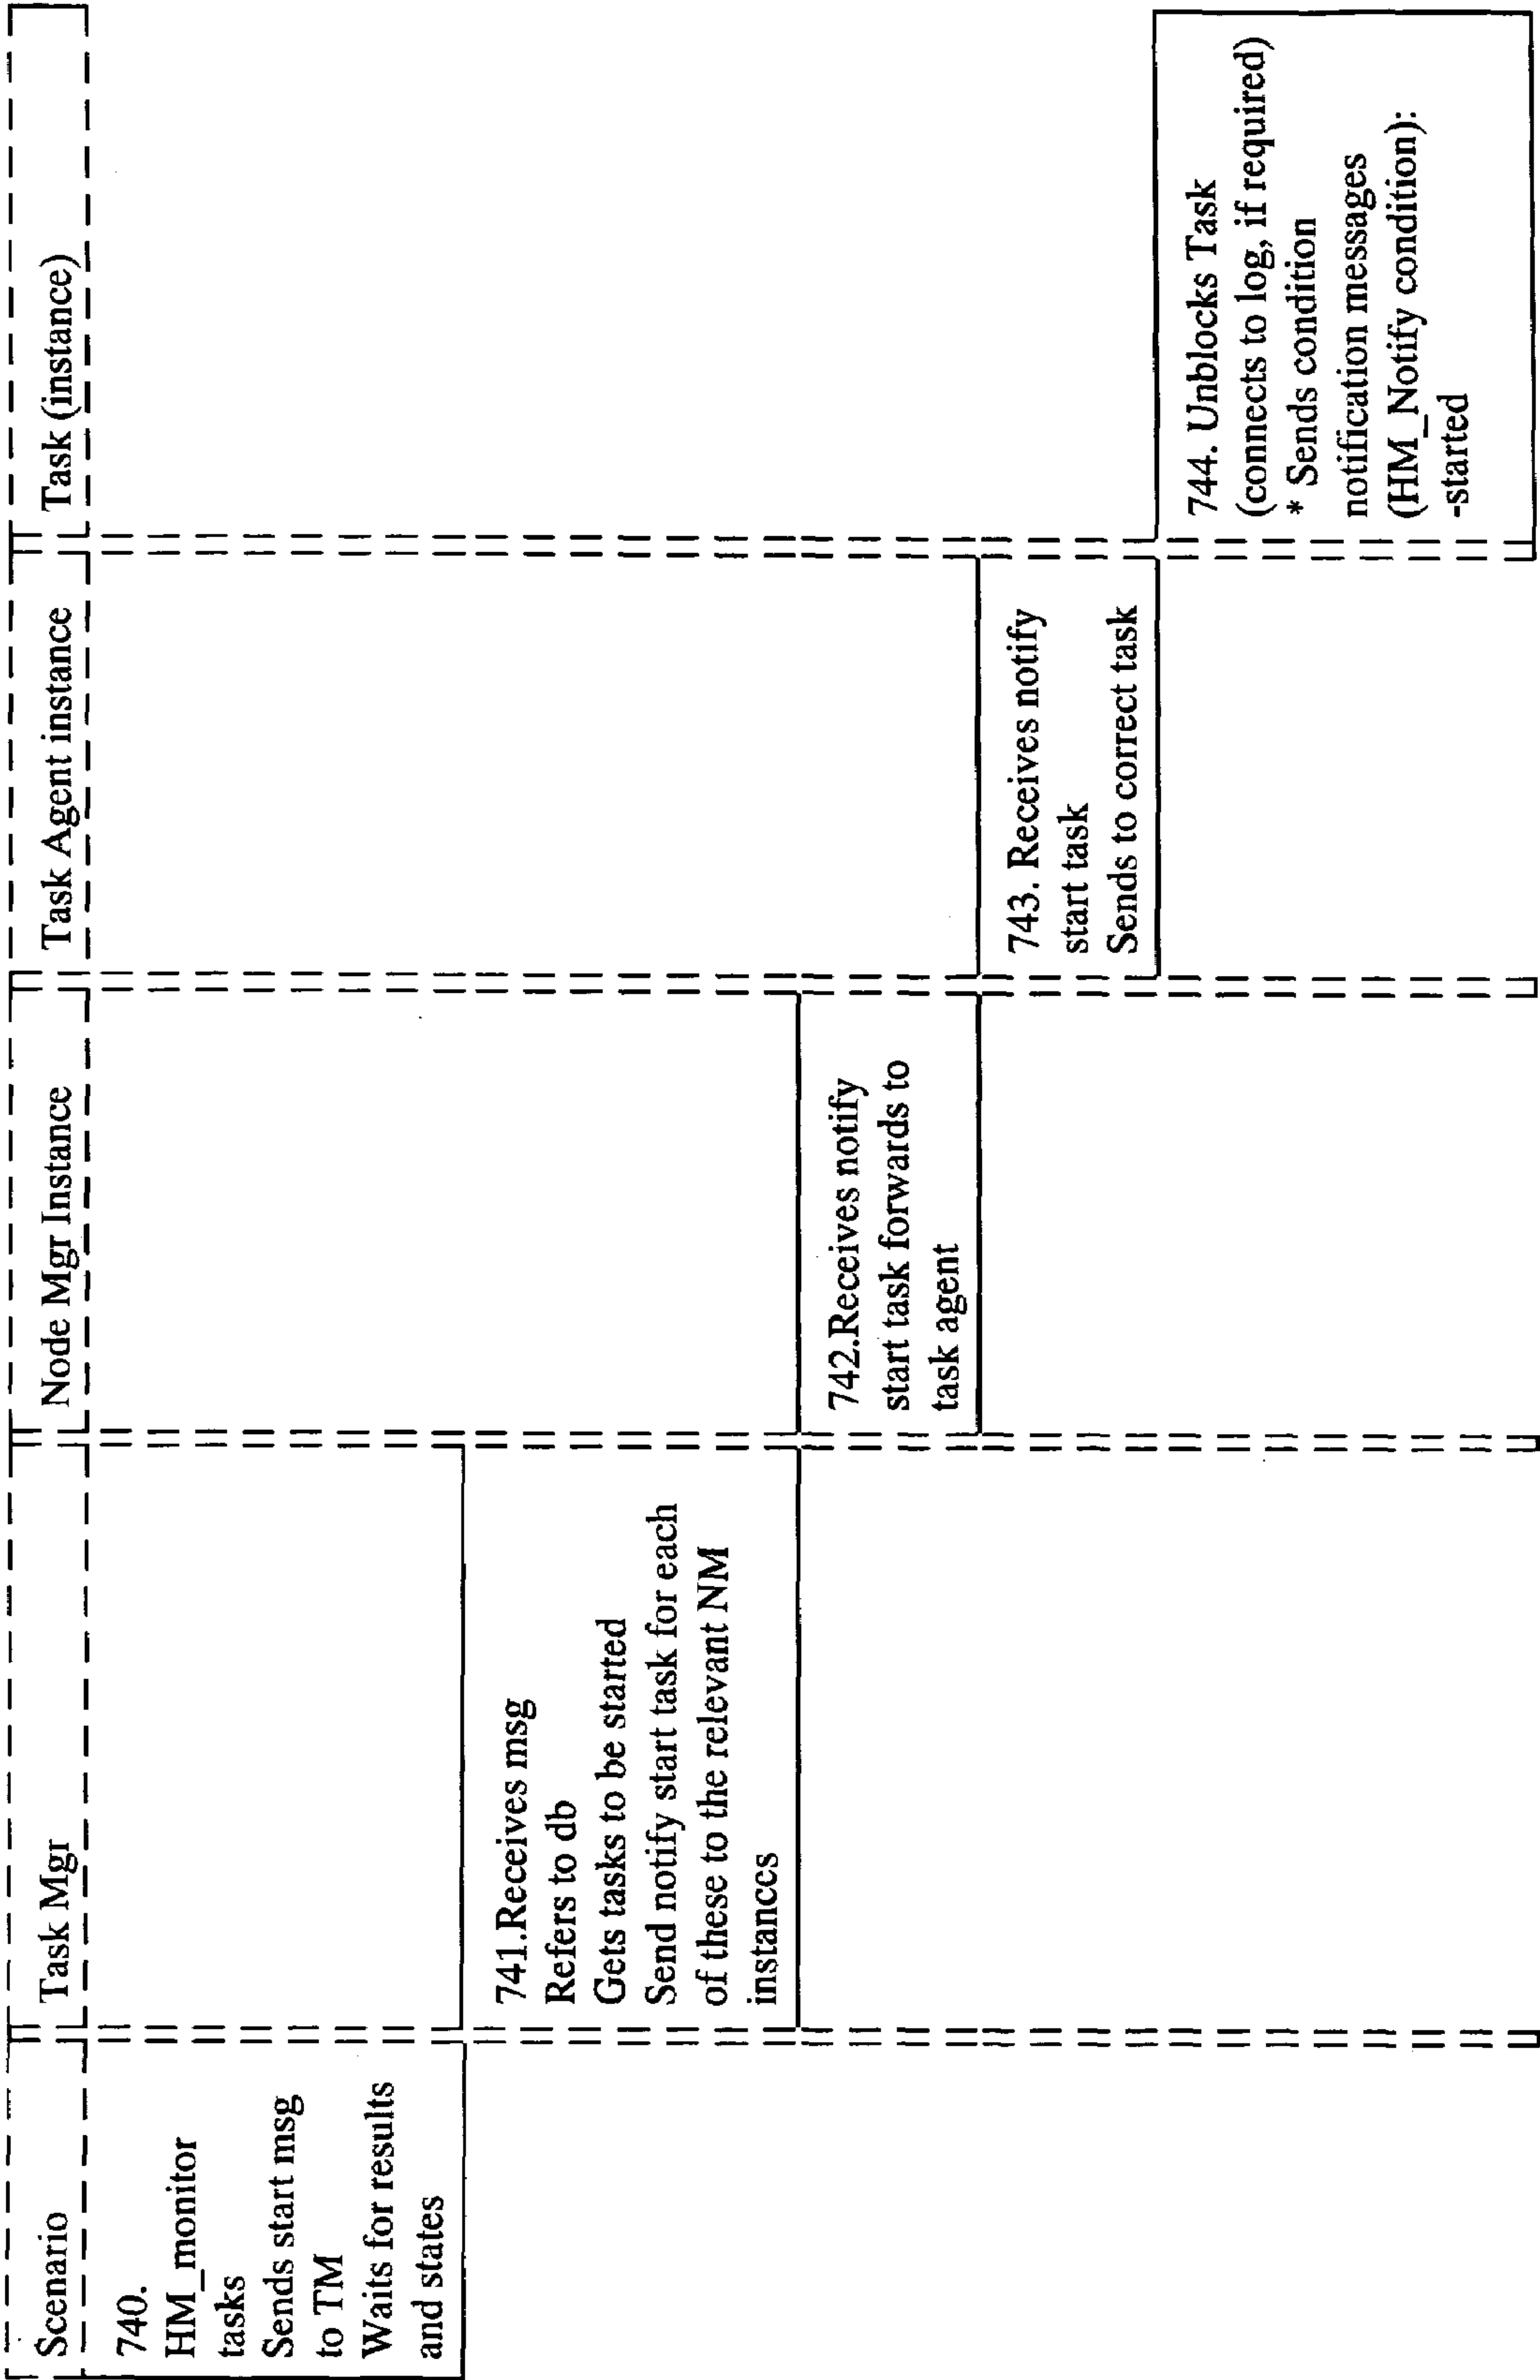 Scenario
Task Mgr
Node Mgr Instance
Task Agent instance
Task (instance)
740.
HM_monitor
tasks
Sends start msg
to TM
Waits for results
and states
741.Receives msg
Refers to db
Gets tasks to be started
Send notify start task for each
of these to the relevant NM
instances
742.Receives notify
start task forwards to
task agent
743. Receives notify
start task
Sends to correct task
744. Unblocks Task
(connects to log, if required)
* Sends condition
notification messages
(HM_Notify condition):
-started